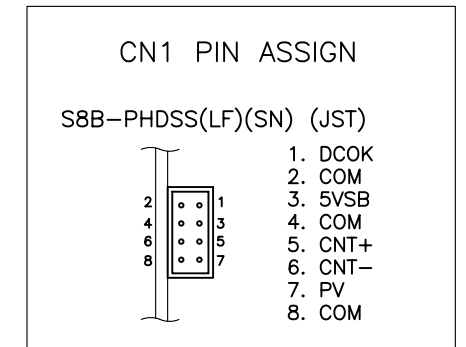 CN1 PIN ASSIGN
S8B-PHDSS(LF)(SN) (JST)
1. DCOK
2. COM
3. 5VSB
4. COM
5. CNT+
6. CNT-
7. PV
8. COM
2 1
4 3
6 5
8 7